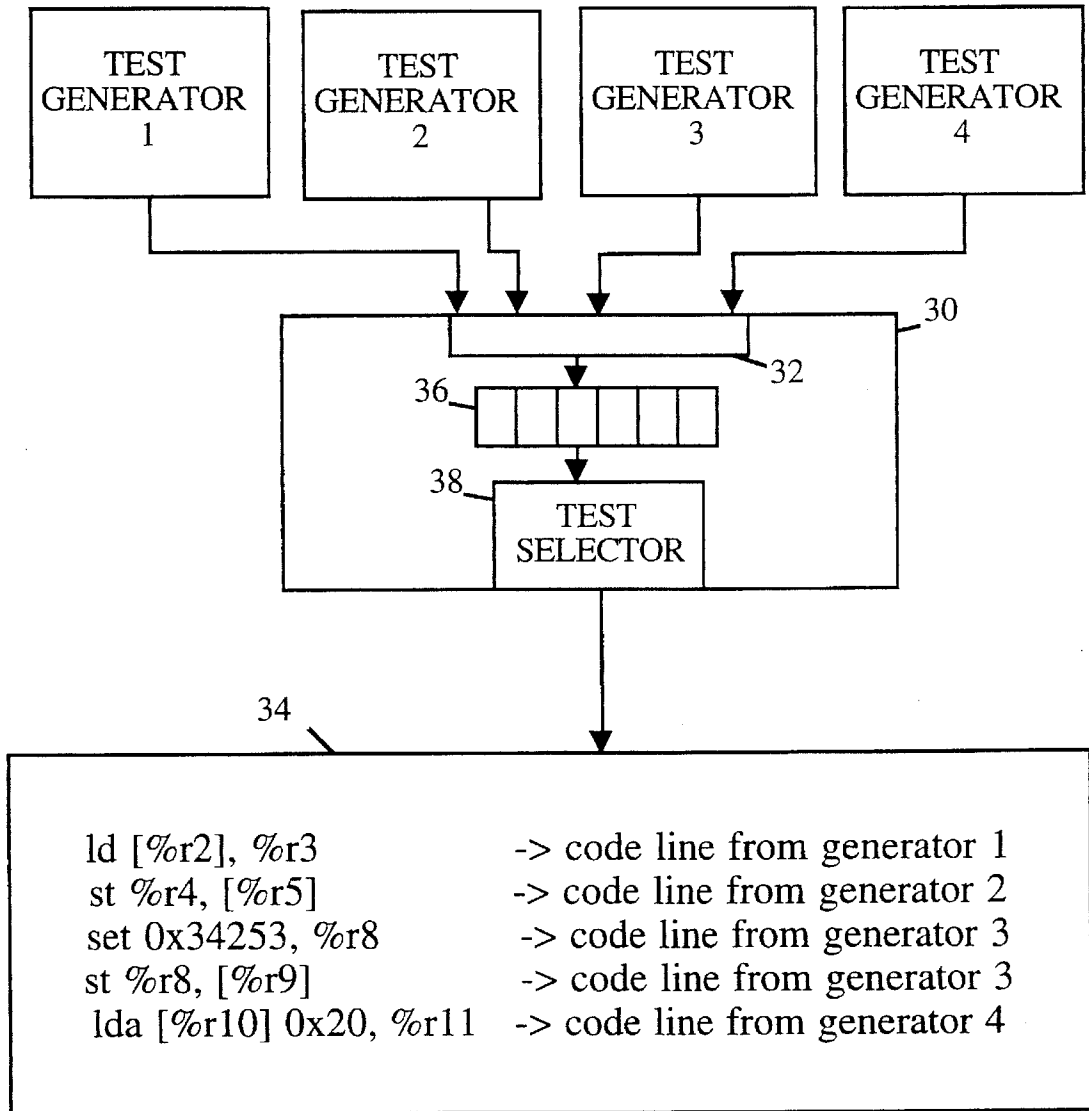 TEST
GENERATOR
1
TEST
GENERATOR
2
TEST
GENERATOR
3
TEST
GENERATOR
4
30
32
36
38
TEST
SELECTOR
34
ld [%r2], %r3 -> code line from generator 1
st %r4, [%r5] -> code line from generator 2
set 0x34253, %r8 -> code line from generator 3
st %r8, [%r9] -> code line from generator 3
lda [%r10] 0x20, %r11 -> code line from generator 4